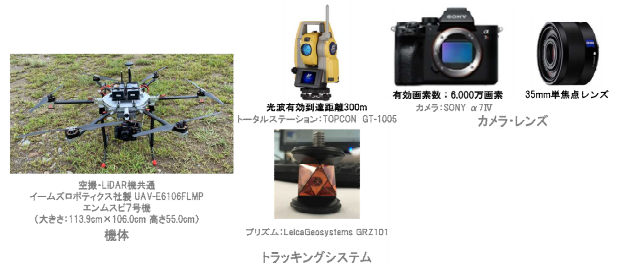 空撮・LiDAR機共通
イームズロボティクス社製 UAV-E6106FLMP
エンムスビ7号機
（大きさ：113.9cm×106.0cm 高さ55.0cm）
機体
光波有効到達距離300m
トータルステーション：TOPCON GT-1005
プリズム：LeicaGeosystems GRZ101
トラッキングシステム
SONY
有効画素数；6,000万画素
カメラ：SONY α7Ⅳ
35mm単焦点レンズ
カメラ・レンズ